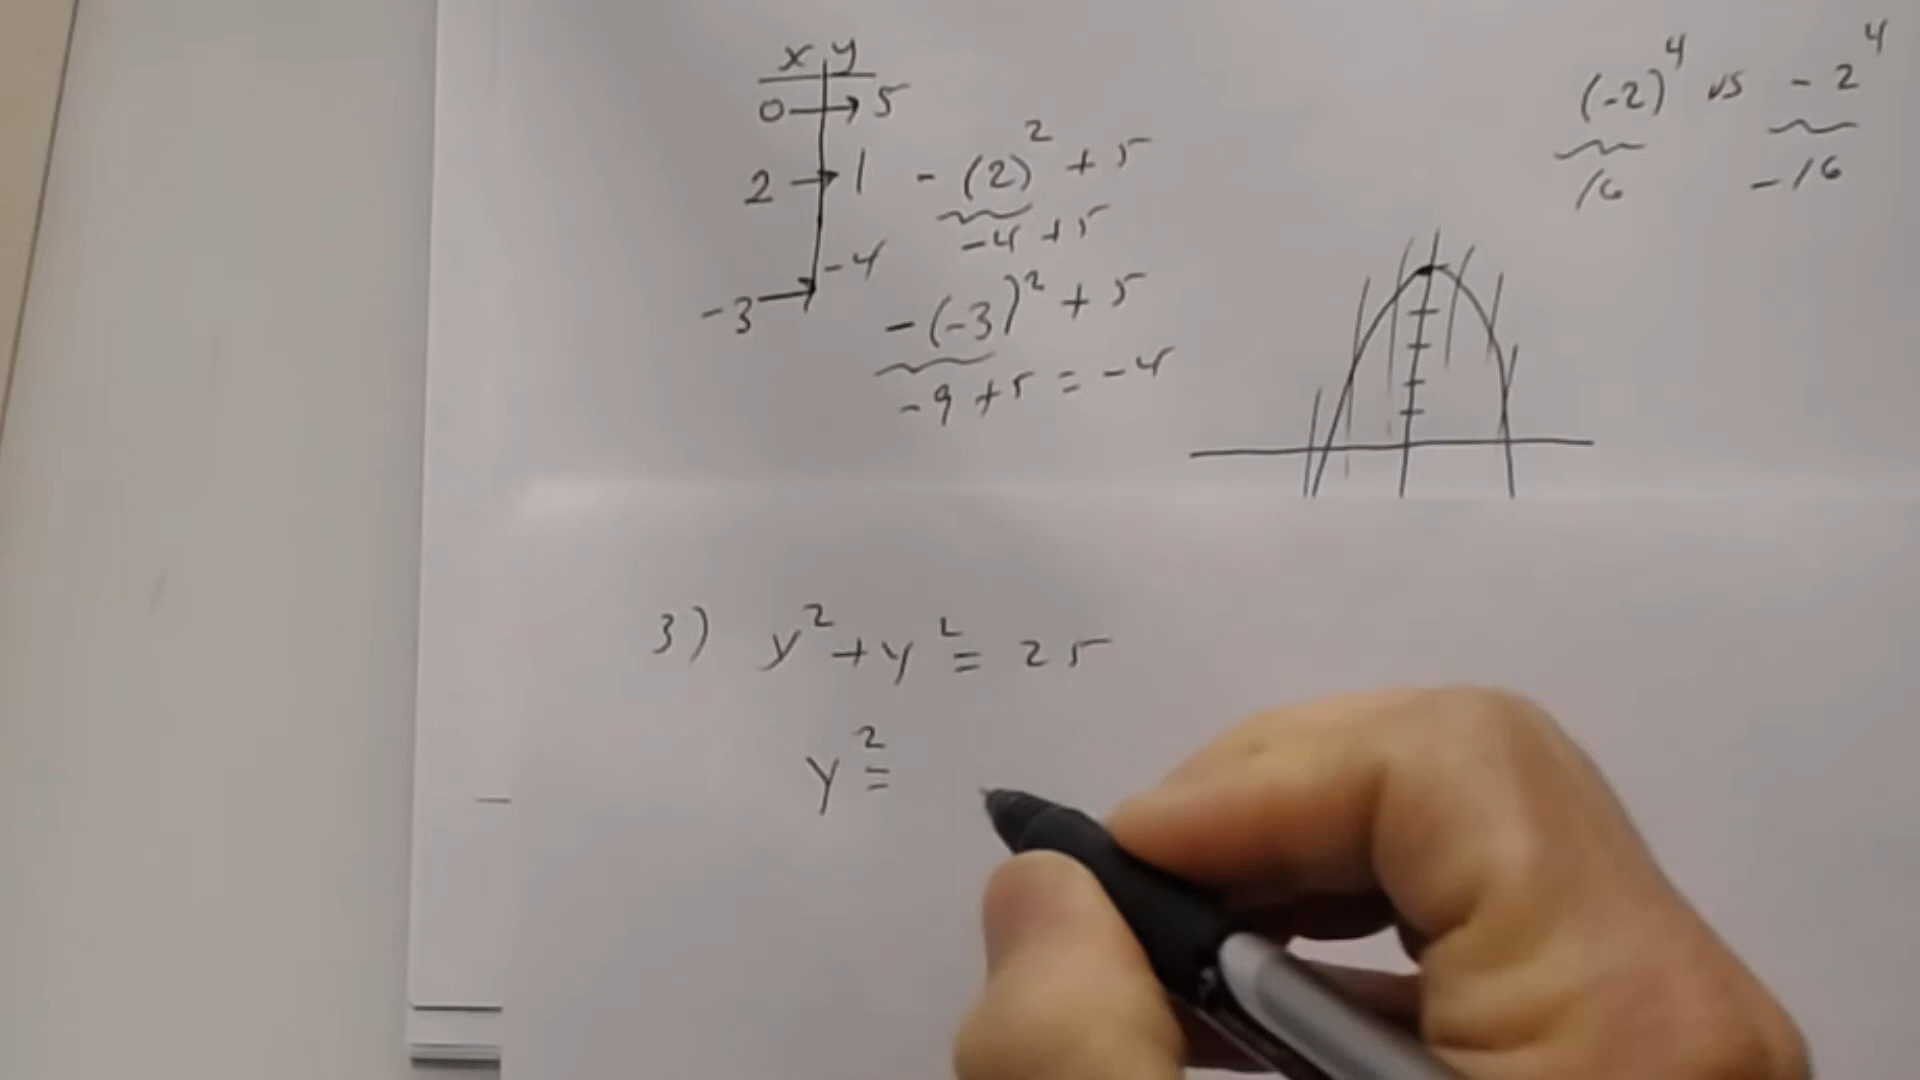 x y
0 → 5
2 → 1 - (2)² + 5
-4 + 5
-3 → -4 -(-3)² + 5
-9 + 5 = -4
(-2)⁴ vs - 2⁴
16 -16
3) y² + y² = 25
y² =